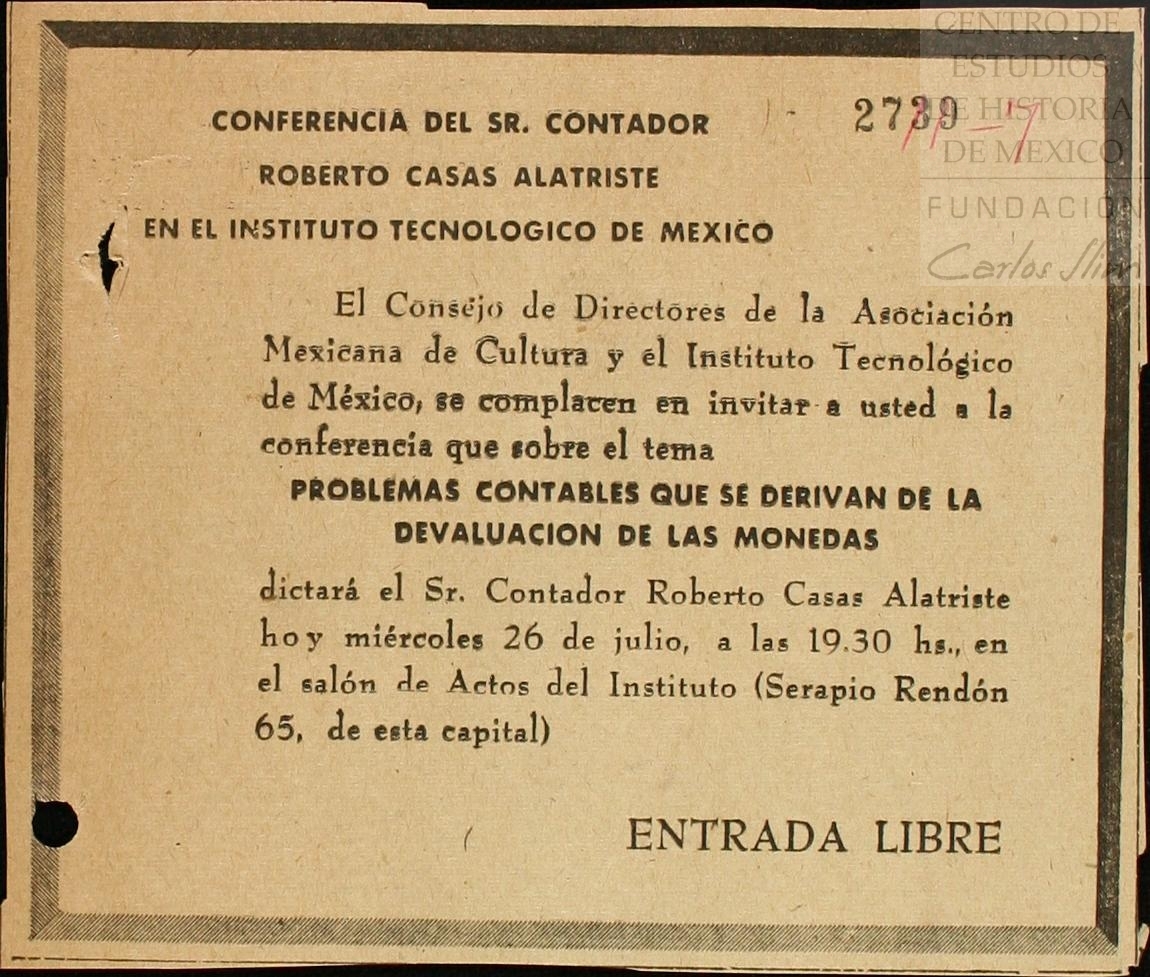 CENTRO DE
ESTUDIOS
DE HISTORIA
DE MEXICO
FUNDACIÓN
Carlos Slim
2739
CONFERENCIA DEL SR. CONTADOR
ROBERTO CASAS ALATRISTE
EN EL INSTITUTO TECNOLOGICO DE MEXICO
El Consejo de Directores de la Asociación
Mexicana de Cultura y el Instituto Tecnológico
de México, se complacen en invitar a usted a la
conferencia que sobre el tema
PROBLEMAS CONTABLES QUE SE DERIVAN DE LA
DEVALUACION DE LAS MONEDAS
dictará el Sr. Contador Roberto Casas Alatriste
hoy miércoles 26 de julio, a las 19.30 hs., en
el salón de Actos del Instituto (Serapio Rendón
65, de esta capital)
ENTRADA LIBRE